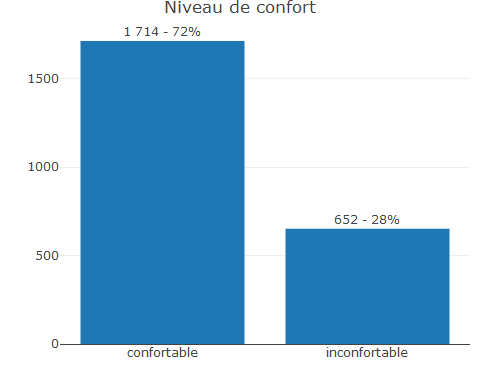 Niveau de confort
1 714 - 72%
1500
1000
652 - 28%
500
0
confortable
inconfortable